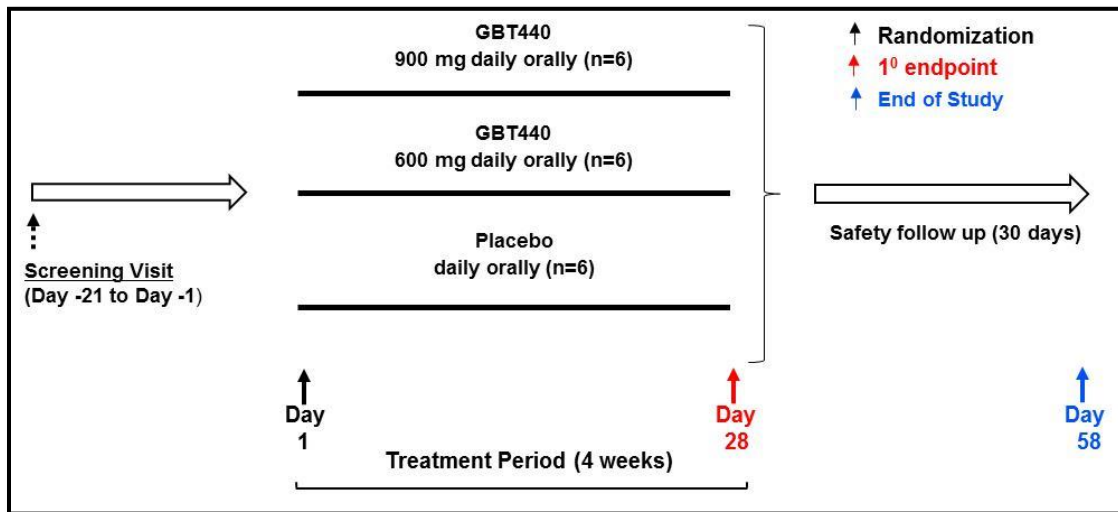 GBT440
900 mg daily orally (n=6)
GBT440
600 mg daily orally (n=6)
Placebo
daily orally (n=6)
Screening Visit
(Day -21 to Day -1)
Randomization
1⁰ endpoint
End of Study
Safety follow up (30 days)
Day
1
Day
28
Day
58
Treatment Period (4 weeks)